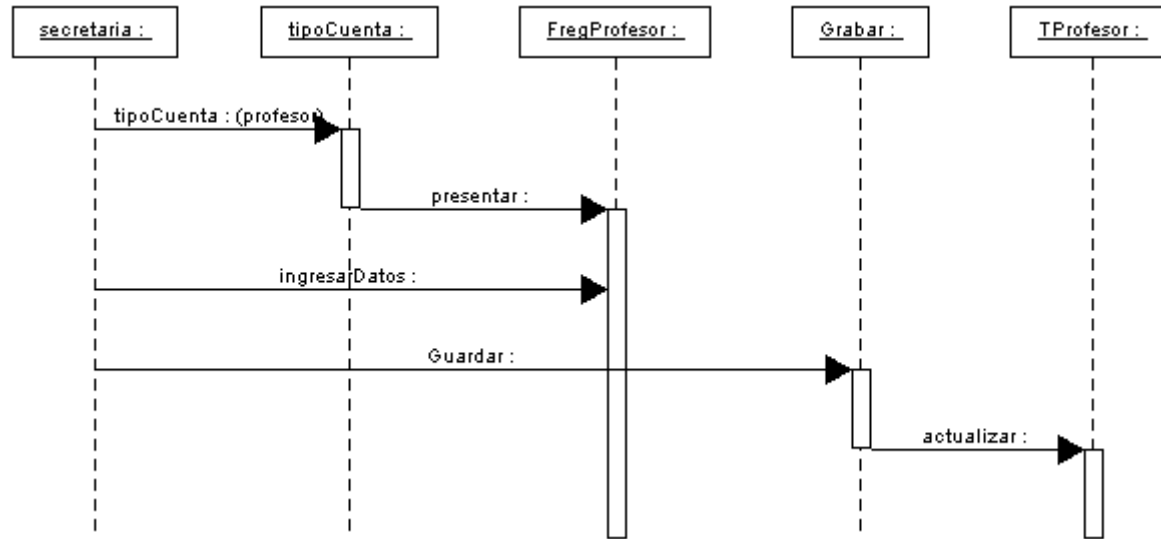 secretaria :
tipoCuenta :
FregProfesor :
Grabar :
TProfesor :
tipoCuenta : (profesor)
presentar :
ingresarDatos :
Guardar :
actualizar :